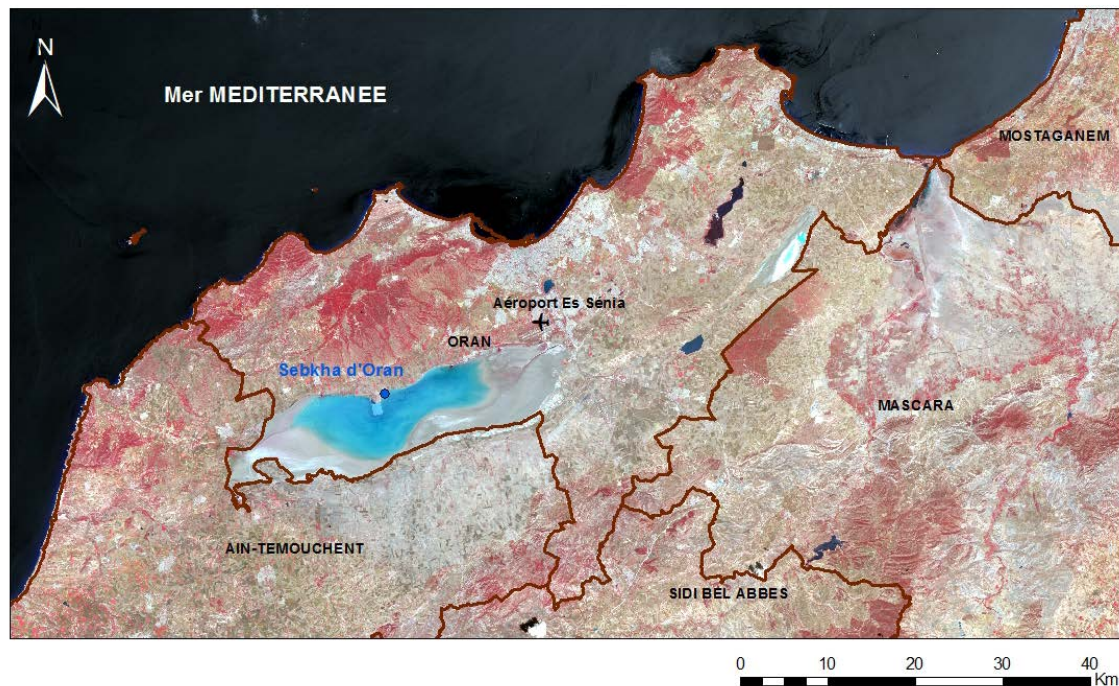 N
Mer MEDITERRANEE
MOSTAGANEM
Aéroport Es Sénia
ORAN
Sebkha d'Oran
MASCARA
AIN-TEMOUCHENT
SIDI BEL ABBES
0 10 20 30 40
Km